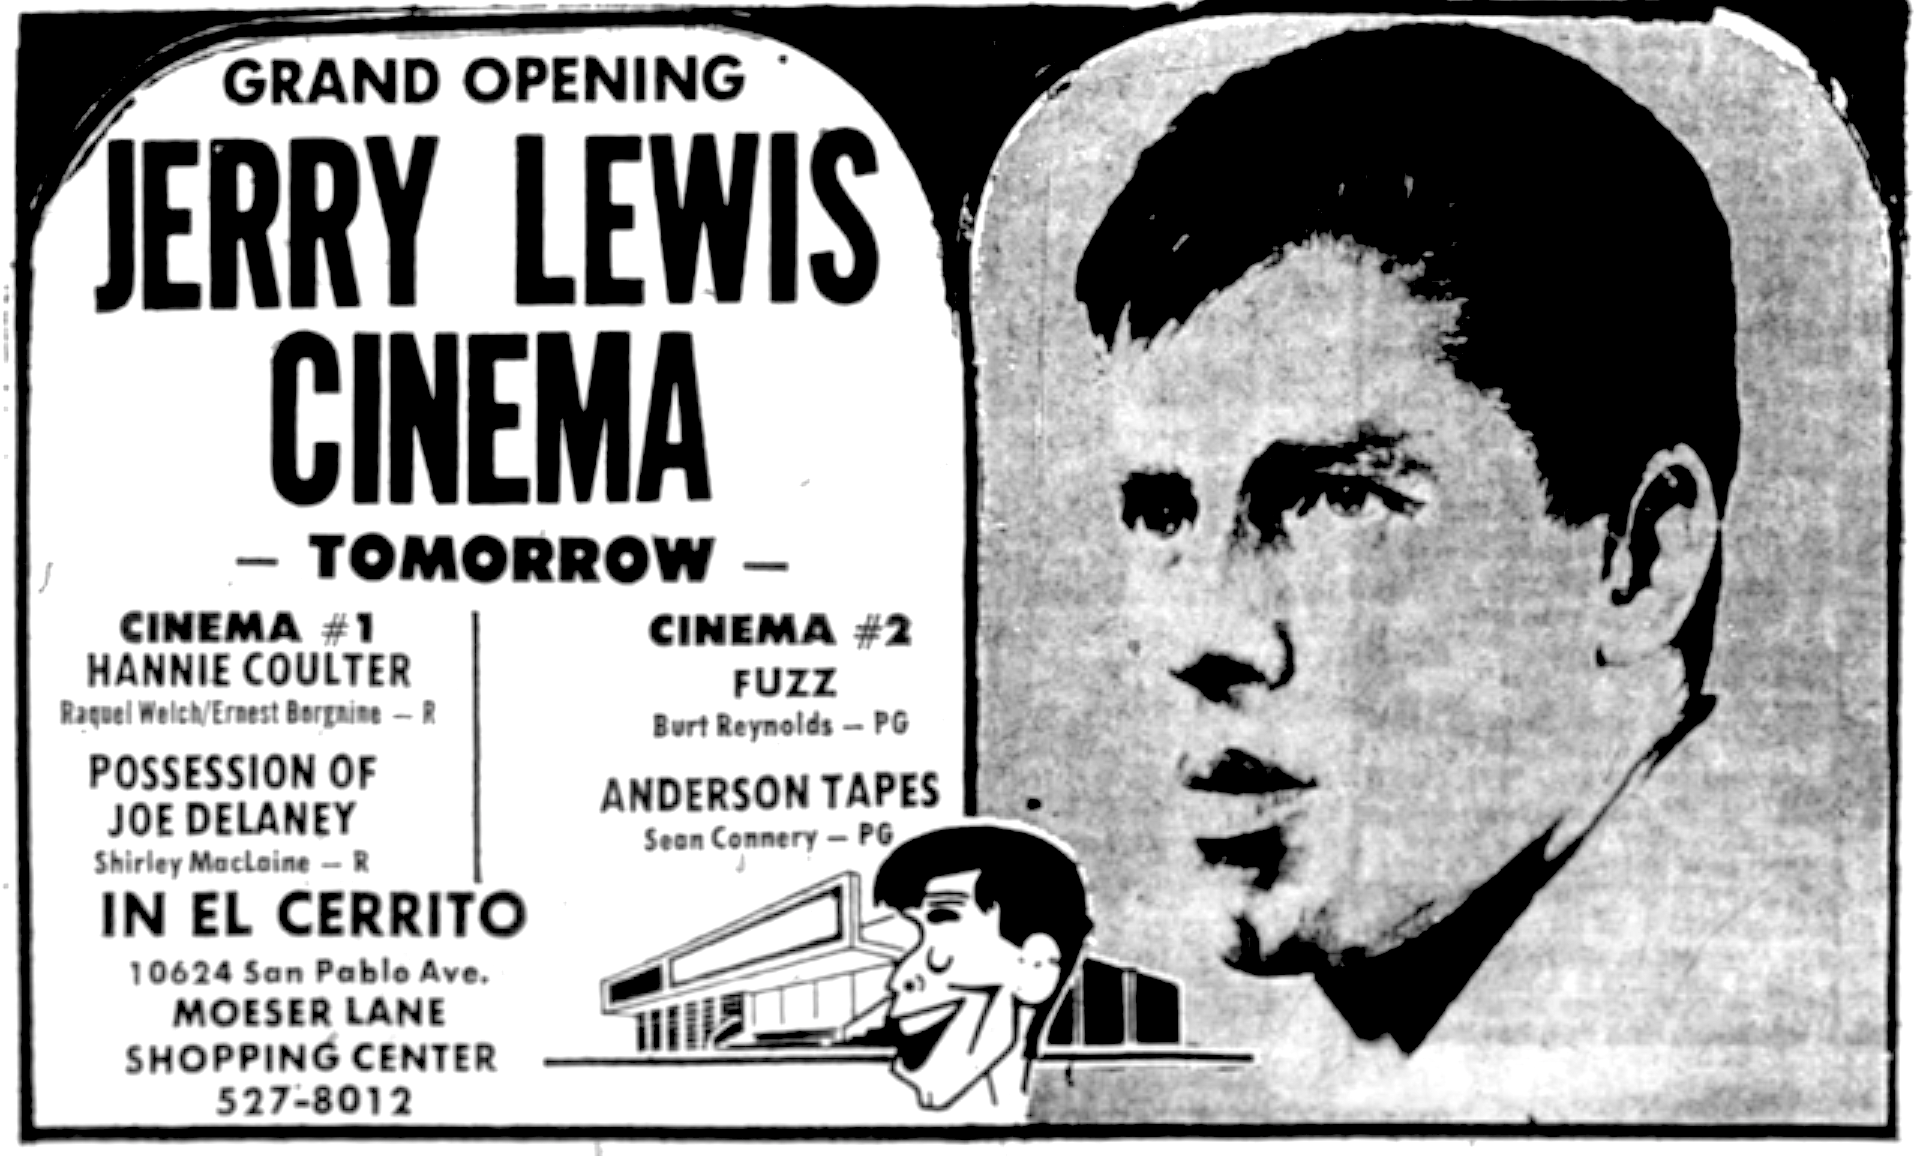 GRAND OPENING
JERRY LEWIS
CINEMA
— TOMORROW —
CINEMA #1
HANNIE COULTER
Raquel Welch/Ernest Borgnine — R
POSSESSION OF
JOE DELANEY
Shirley MacLaine — R
CINEMA #2
FUZZ
Burt Reynolds — PG
ANDERSON TAPES
Sean Connery — PG
IN EL CERRITO
10624 San Pablo Ave.
MOESER LANE
SHOPPING CENTER
527-8012